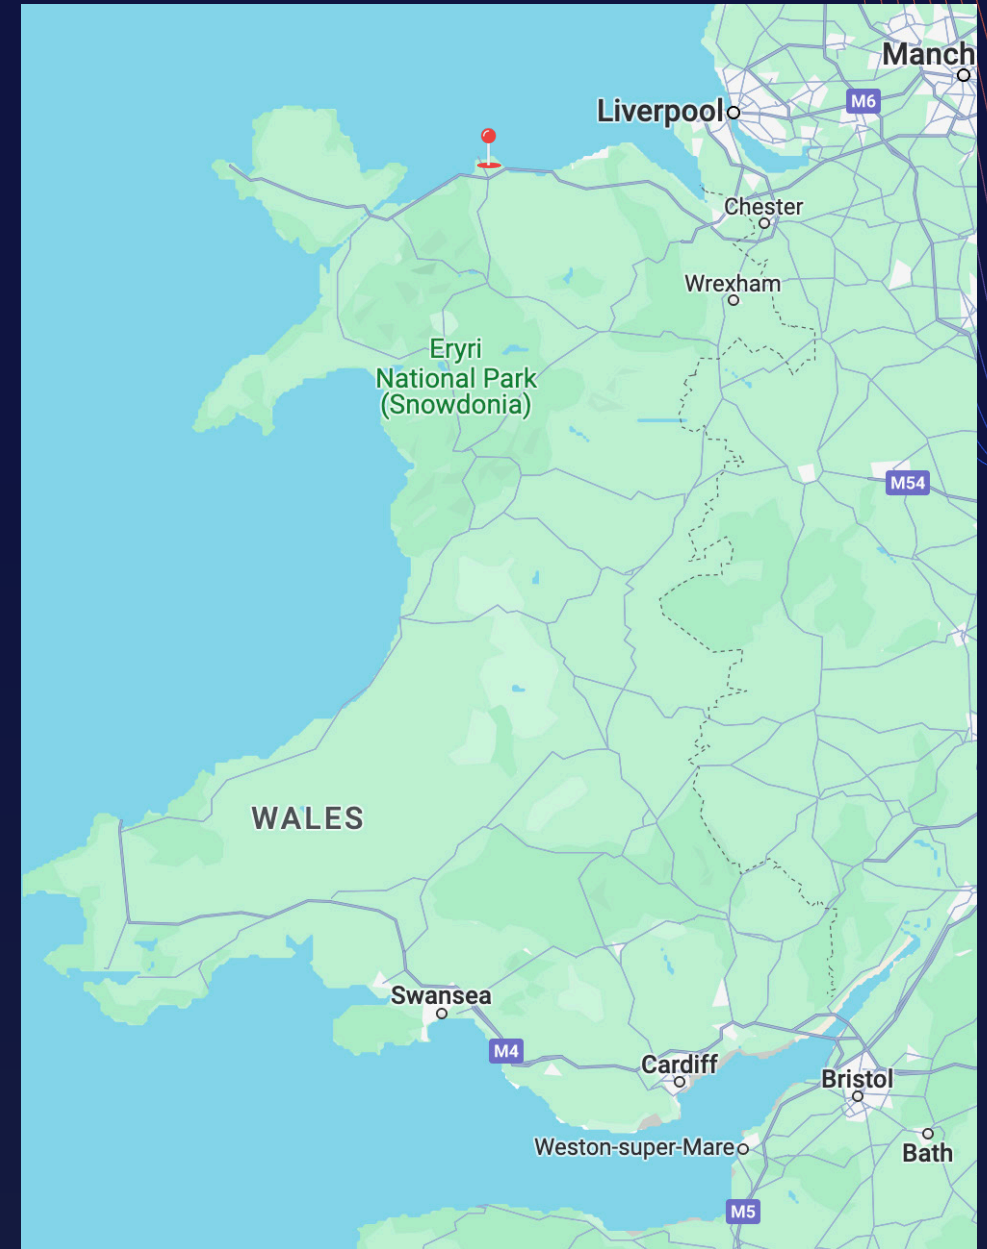 Manch
M6
Liverpool
Chester
Wrexham
Eryri
National Park
(Snowdonia)
M54
WALES
Swansea
M4
Cardiff
Bristol
Weston-super-Mare
Bath
M5